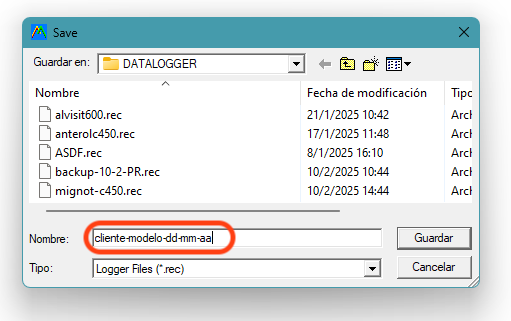 Save
Guardar en: DATALOGGER
Nombre Fecha de modificación Tipo
alvisit600.rec 21/1/2025 10:42 Arch
anterolc450.rec 17/1/2025 11:48 Arch
ASDF.rec 8/1/2025 16:10 Arch
backup-10-2-PR.rec 10/2/2025 10:44 Arch
mignot-c450.rec 10/2/2025 14:44 Arch
Nombre: cliente-modelo-dd-mm-aa Guardar
Tipo: Logger Files (*.rec) Cancelar